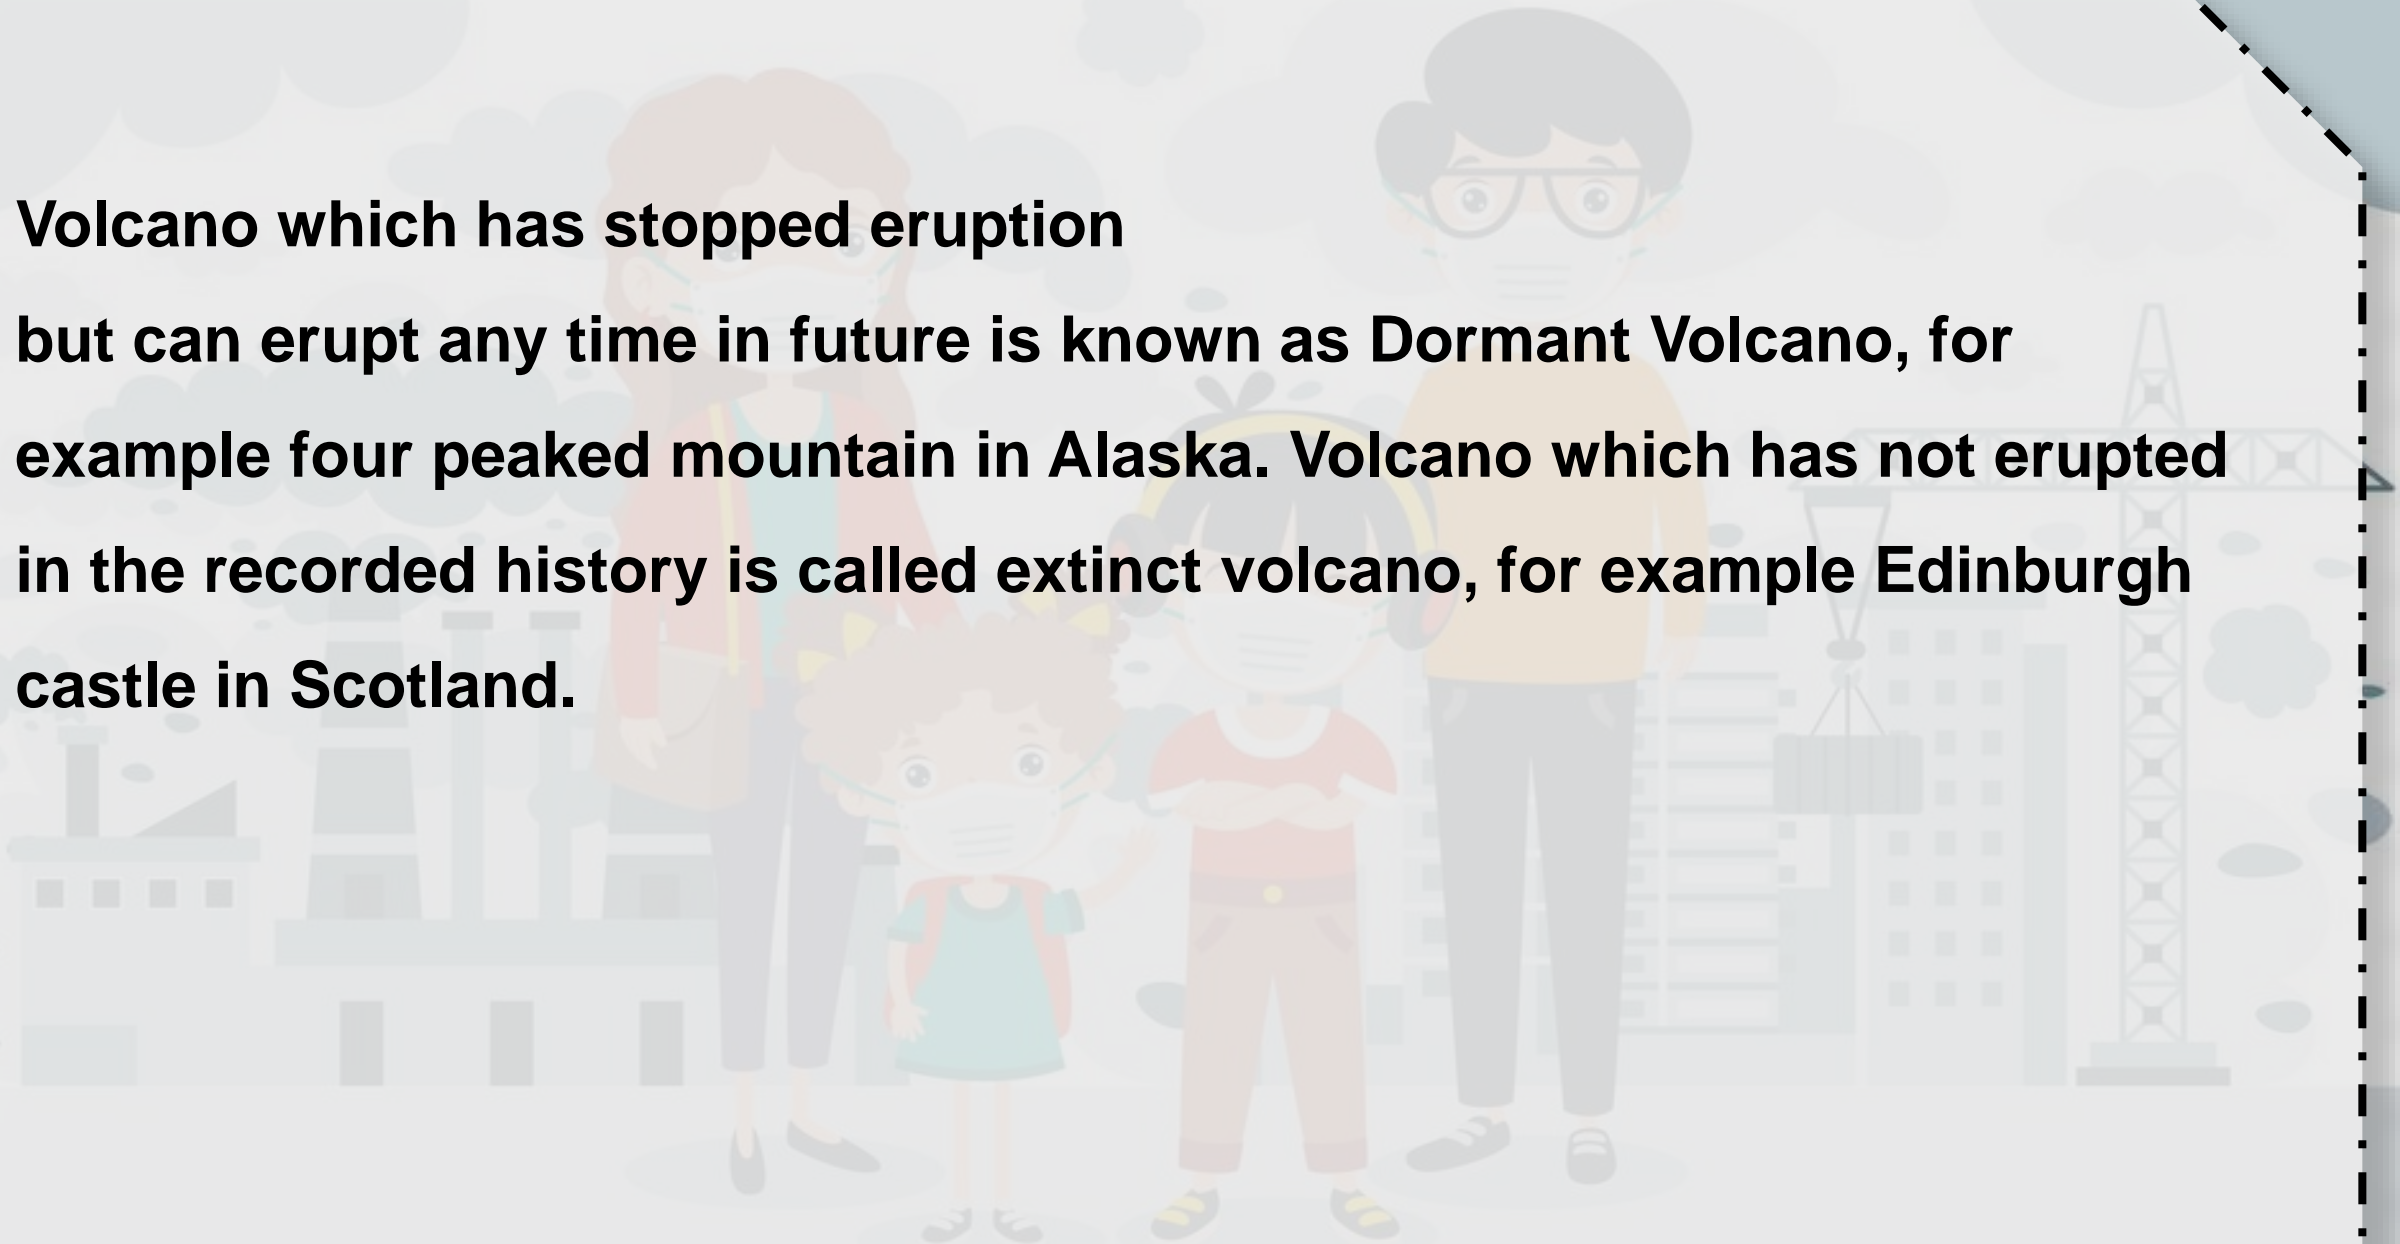 Volcano which has stopped eruption
but can erupt any time in future is known as Dormant Volcano, for
example four peaked mountain in Alaska. Volcano which has not erupted
in the recorded history is called extinct volcano, for example Edinburgh
castle in Scotland.